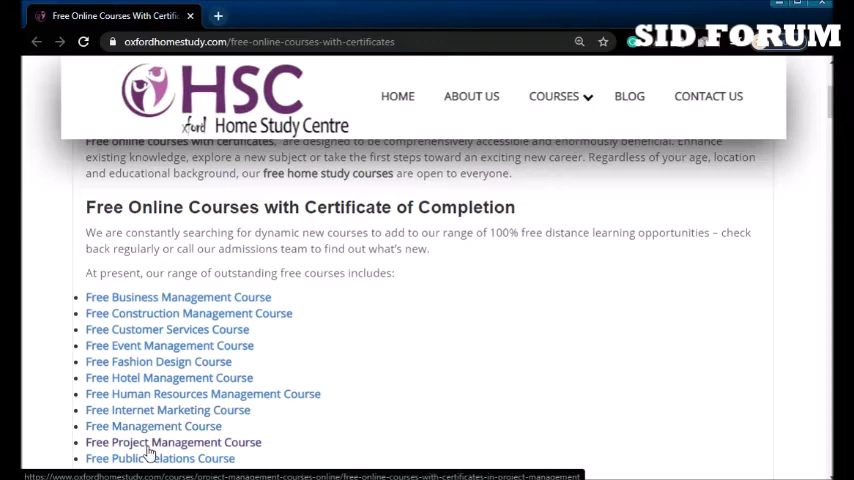 Free Online Courses With Certific
SID FORUM
oxfordhomestudy.com/free-online-courses-with-certificates
HSC
xford Home Study Centre
HOME ABOUT US COURSES BLOG CONTACT US
Free online courses with certificates, are designed to be comprehensively accessible and enormously beneficial. Enhance
existing knowledge, explore a new subject or take the first steps toward an exciting new career. Regardless of your age, location
and educational background, our free home study courses are open to everyone.
Free Online Courses with Certificate of Completion
We are constantly searching for dynamic new courses to add to our range of 100% free distance learning opportunities – check
back regularly or call our admissions team to find out what's new.
At present, our range of outstanding free courses includes:
Free Business Management Course
Free Construction Management Course
Free Customer Services Course
Free Event Management Course
Free Fashion Design Course
Free Hotel Management Course
Free Human Resources Management Course
Free Internet Marketing Course
Free Management Course
Free Project Management Course
Free Public Relations Course
https://www.oxfordhomestudy.com/courses/project-management-courses-online/free-online-courses-with-certificates-in-project-management